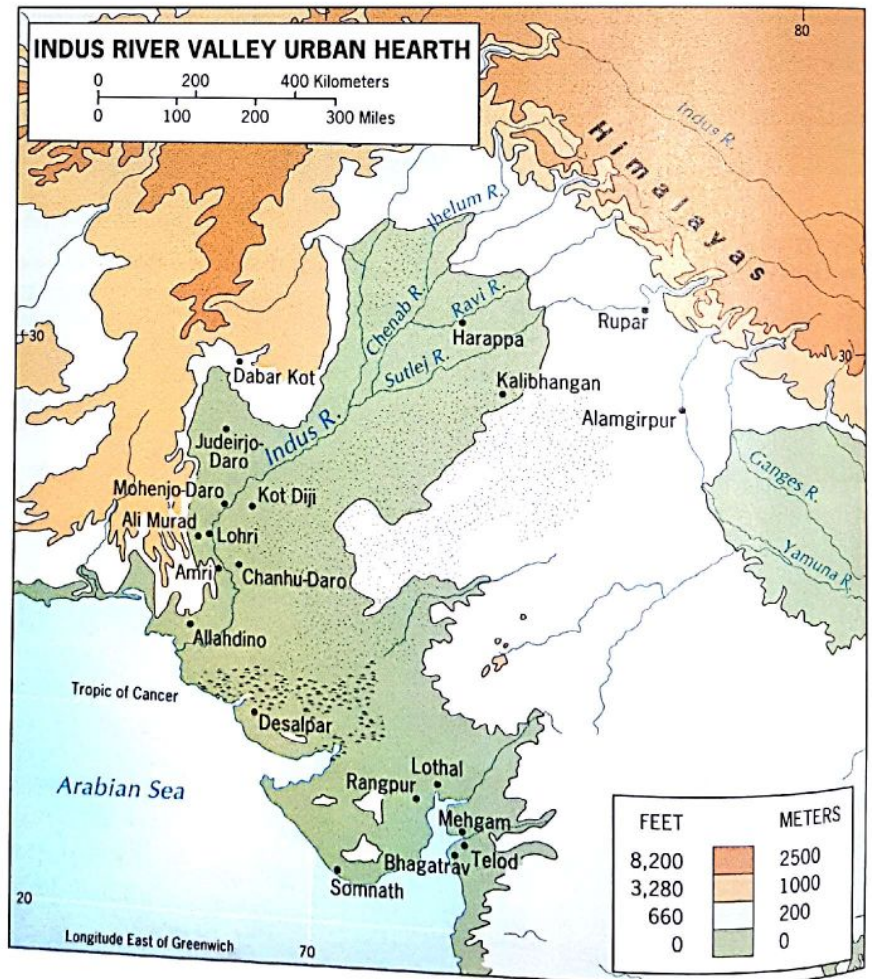 INDUS RIVER VALLEY URBAN HEARTH
0 200 400 Kilometers
0 100 200 300 Miles
80
Indus R.
Himalayas
Jhelum R.
Chenab R.
Ravi R.
Harappa
Rupar
30
30
Dabar Kot
Sutlej R.
Kalibhangan
Alamgirpur
Judeirjo-
Daro
Indus R.
Ganges R.
Mohenjo-Daro
Kot Diji
Ali Murad
Lohri
Yamuna R.
Amri
Chanhu-Daro
Allahdino
Tropic of Cancer
Desalpar
Arabian Sea
Lothal
Rangpur
Mehgam
Bhagatrav
Telod
Somnath
FEET METERS
8,200 2500
3,280 1000
660 200
0 0
20
Longitude East of Greenwich
70